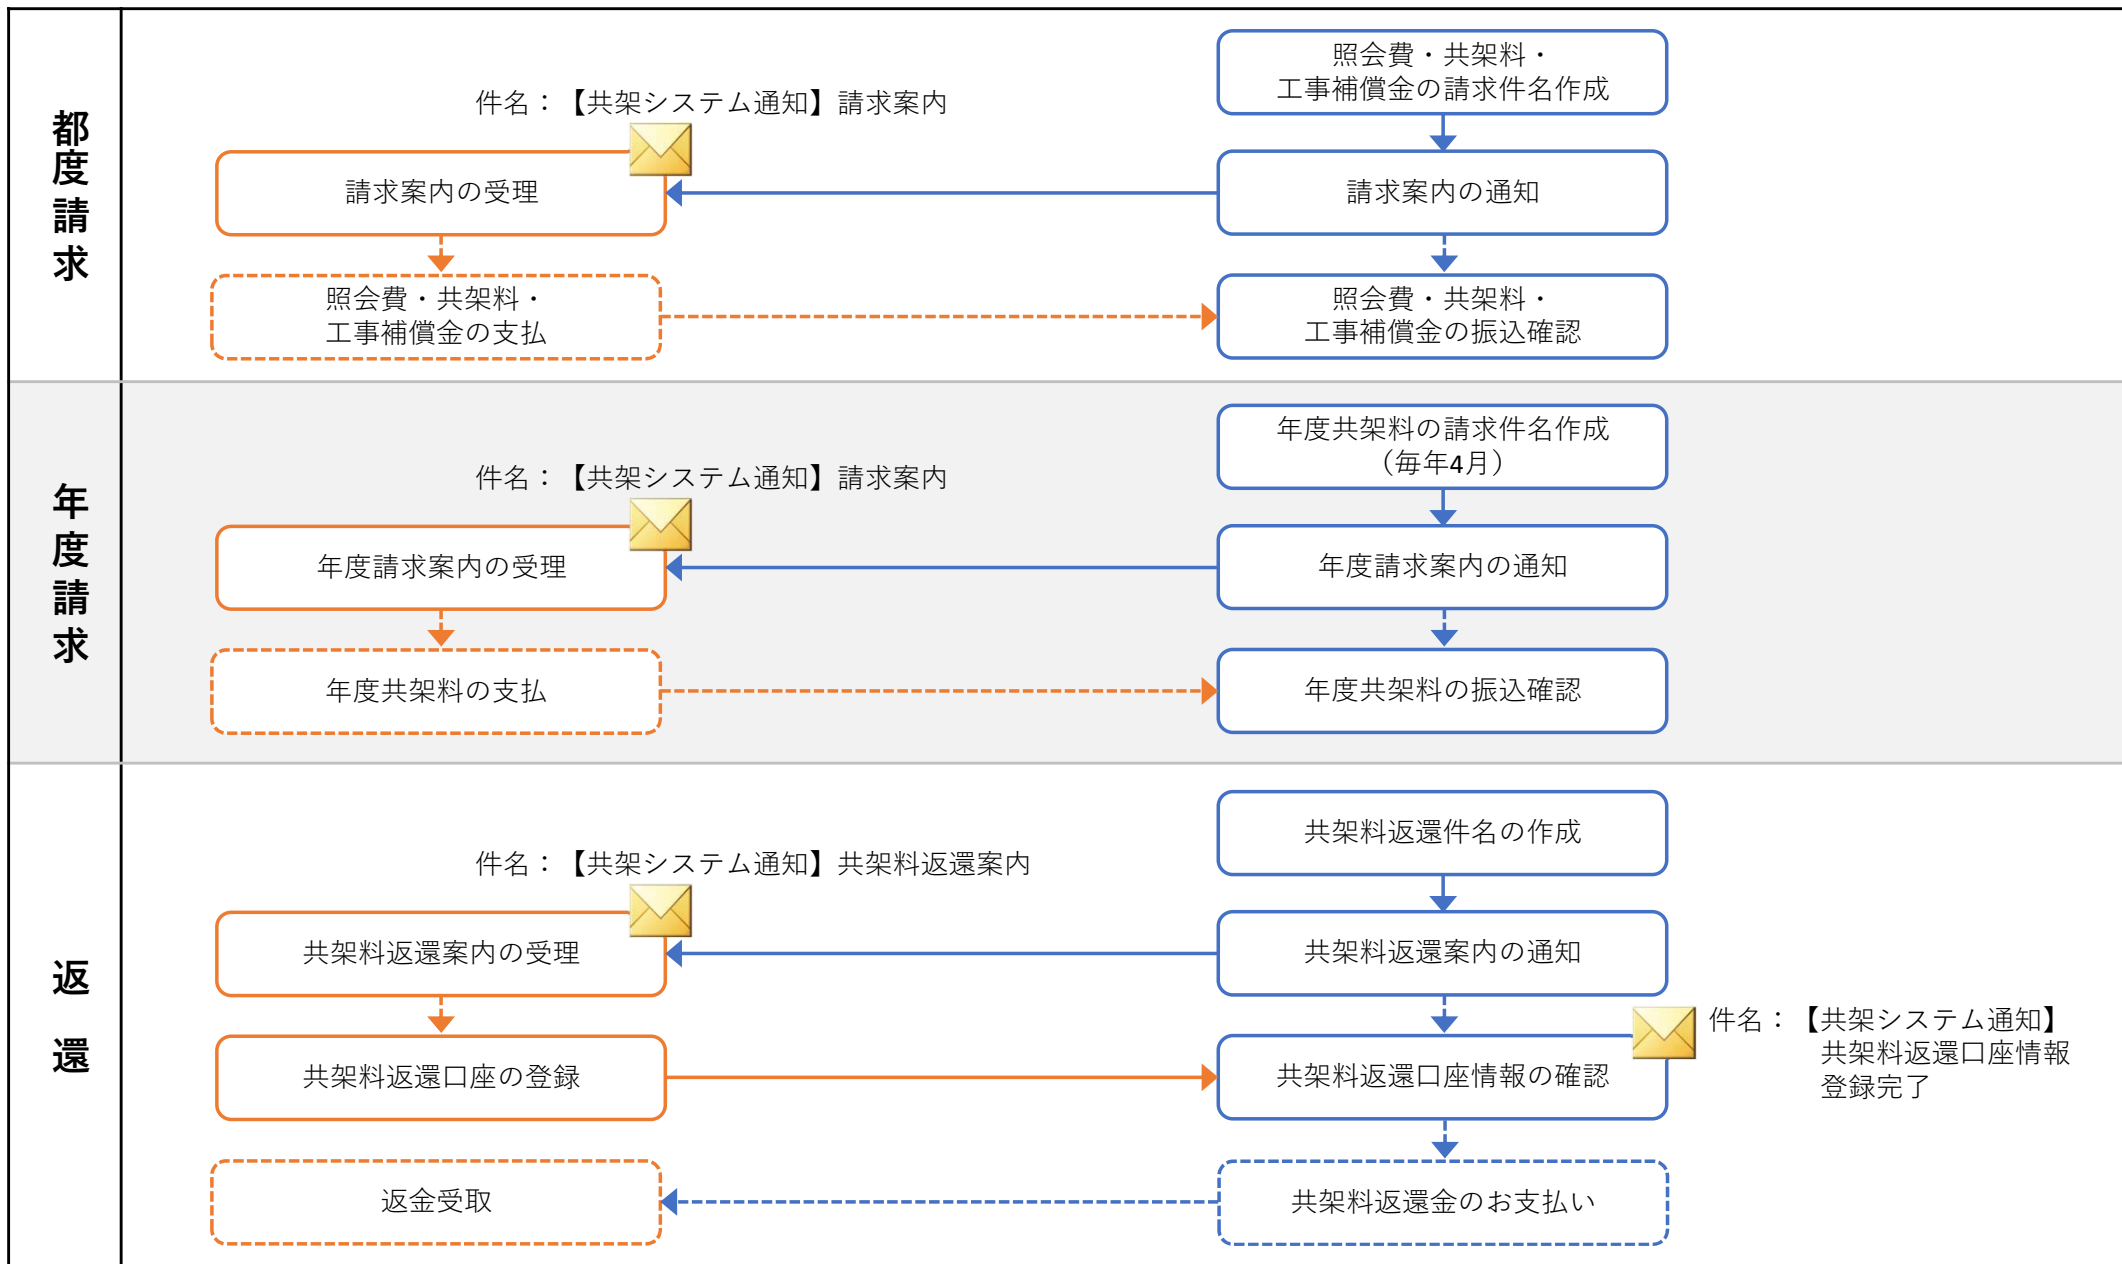 都度請求
照会費・共架料・
工事補償金の請求件名作成
件名：【共架システム通知】請求案内
請求案内の受理
請求案内の通知
照会費・共架料・
工事補償金の支払
照会費・共架料・
工事補償金の振込確認
年度請求
年度共架料の請求件名作成
（毎年4月）
件名：【共架システム通知】請求案内
年度請求案内の受理
年度請求案内の通知
年度共架料の支払
年度共架料の振込確認
返還
共架料返還件名の作成
件名：【共架システム通知】共架料返還案内
共架料返還案内の受理
共架料返還案内の通知
共架料返還口座の登録
共架料返還口座情報の確認
件名：【共架システム通知】
共架料返還口座情報
登録完了
返金受取
共架料返還金のお支払い